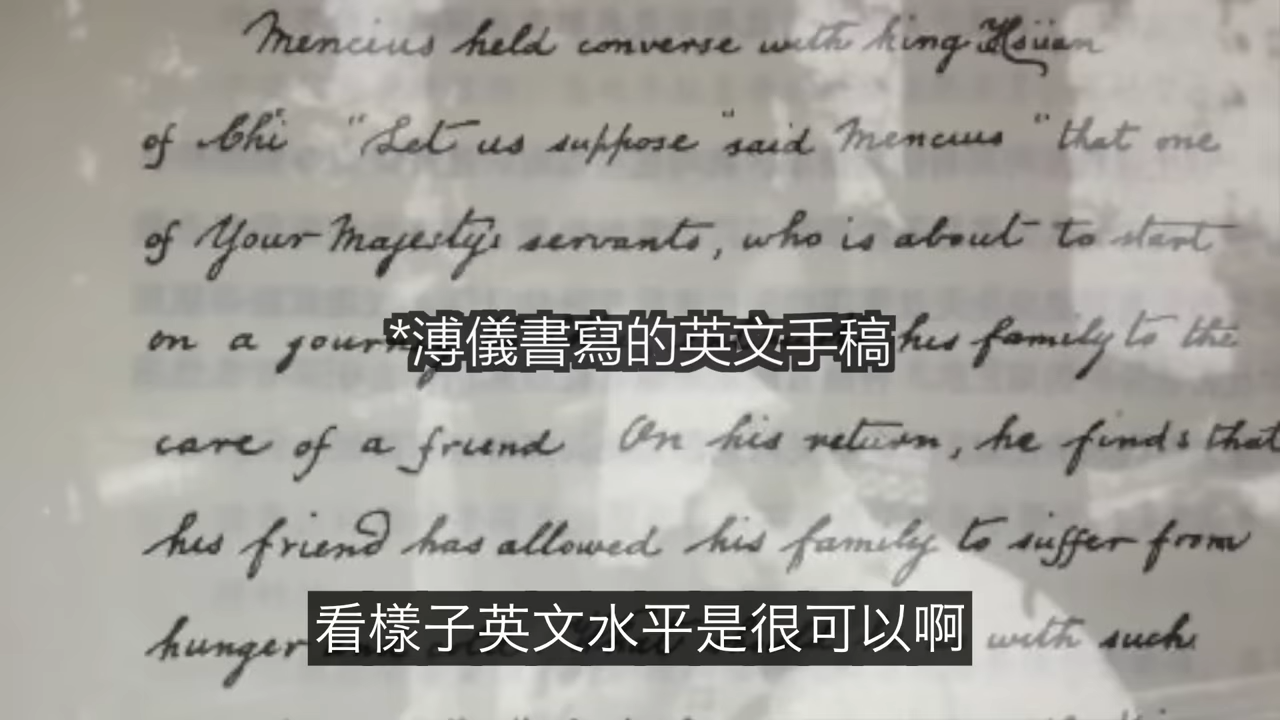 Mencius held converse with king Hsüan
of Chi "Let us suppose" said Mencius "that one
of Your Majesty's servants, who is about to start
on a his family to the
*溥儀書寫的英文手稿
care of a friend On his return, he finds that
his friend has allowed his family to suffer from
hunger with such
看樣子英文水平是很可以啊